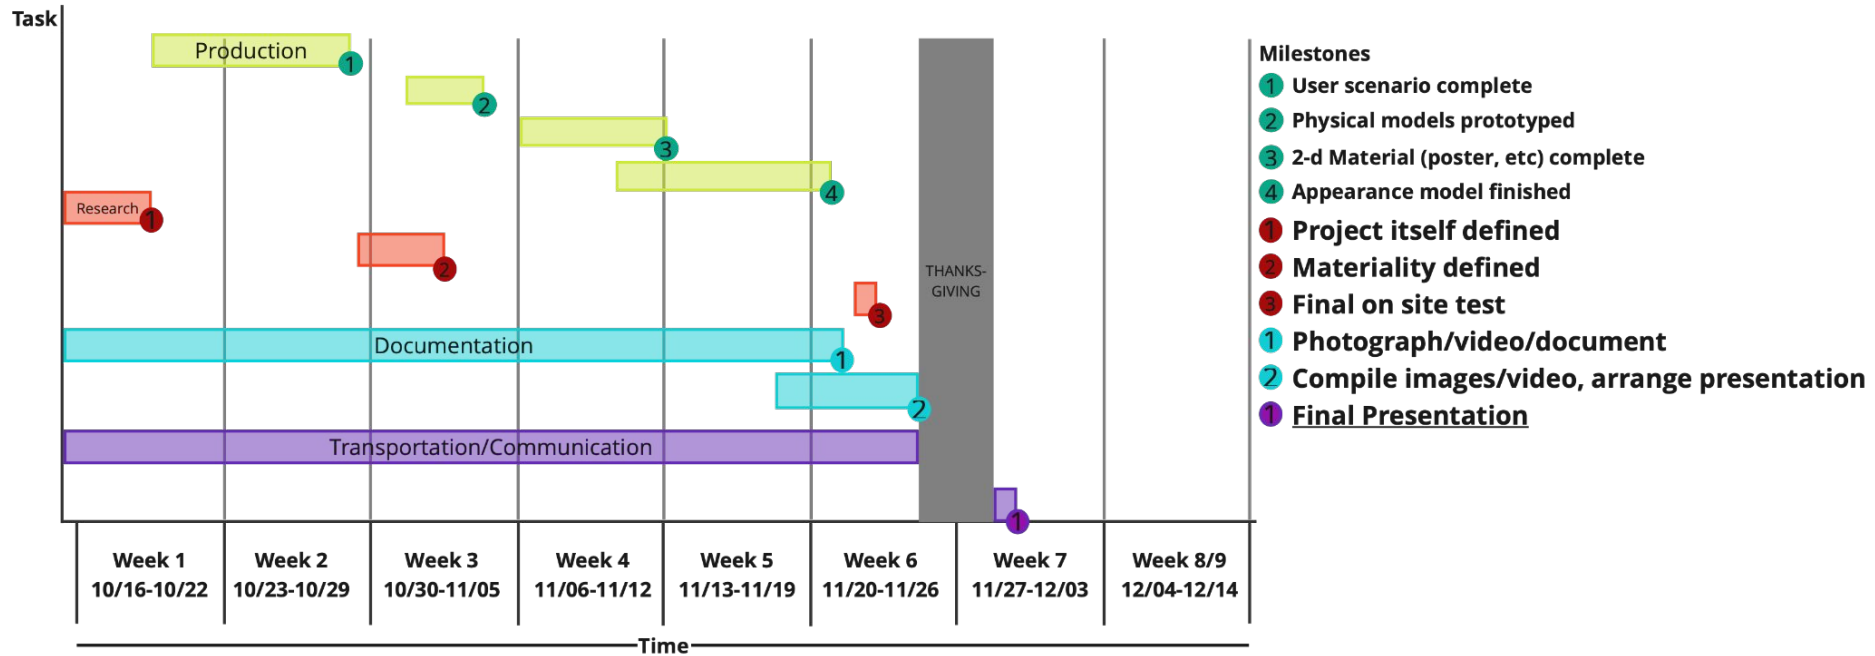 Task
Production
1
2
3
4
Research
1
2
3
THANKS-
GIVING
Documentation
1
2
Transportation/Communication
1
Week 1
10/16-10/22
Week 2
10/23-10/29
Week 3
10/30-11/05
Week 4
11/06-11/12
Week 5
11/13-11/19
Week 6
11/20-11/26
Week 7
11/27-12/03
Week 8/9
12/04-12/14
Time
Milestones
1 User scenario complete
2 Physical models prototyped
3 2-d Material (poster, etc) complete
4 Appearance model finished
1 Project itself defined
2 Materiality defined
3 Final on site test
1 Photograph/video/document
2 Compile images/video, arrange presentation
1 Final Presentation